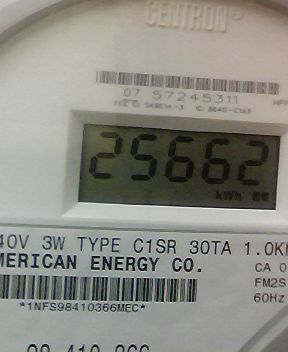 CENTRON®
07 57245311
25662
kWh
40V 3W TYPE C1SR 30TA 1.0K
MERICAN ENERGY CO.
CA 0
FM2S
60Hz
*1NFS98410366MEC*